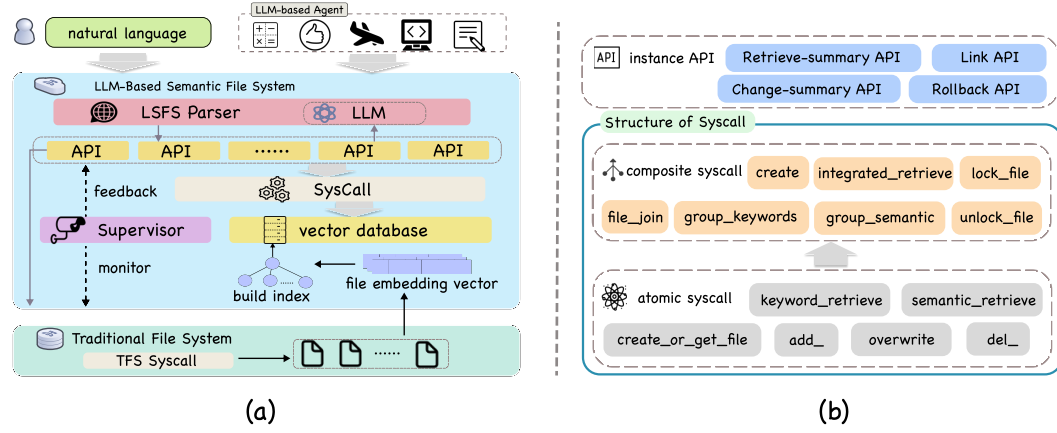 LLM-based Agent
natural language
LLM-Based Semantic File System
LSFS Parser
LLM
API API ...... API API
feedback
SysCall
Supervisor
vector database
monitor
build index
file embedding vector
Traditional File System
TFS Syscall
(a)
API instance API
Retrieve-summary API Link API
Change-summary API Rollback API
Structure of Syscall
composite syscall create integrated_retrieve lock_file
file_join group_keywords group_semantic unlock_file
atomic syscall keyword_retrieve semantic_retrieve
create_or_get_file add_ overwrite del_
(b)